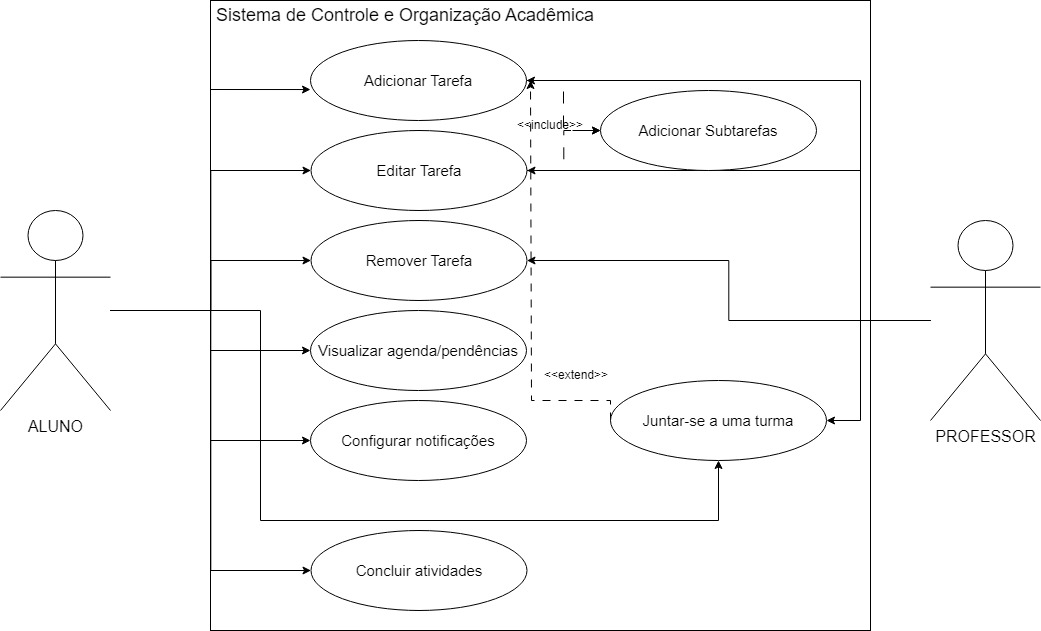 Sistema de Controle e Organização Acadêmica
Adicionar Tarefa
<<include>>
Adicionar Subtarefas
Editar Tarefa
Remover Tarefa
Visualizar agenda/pendências
<<extend>>
Juntar-se a uma turma
ALUNO
PROFESSOR
Configurar notificações
Concluir atividades